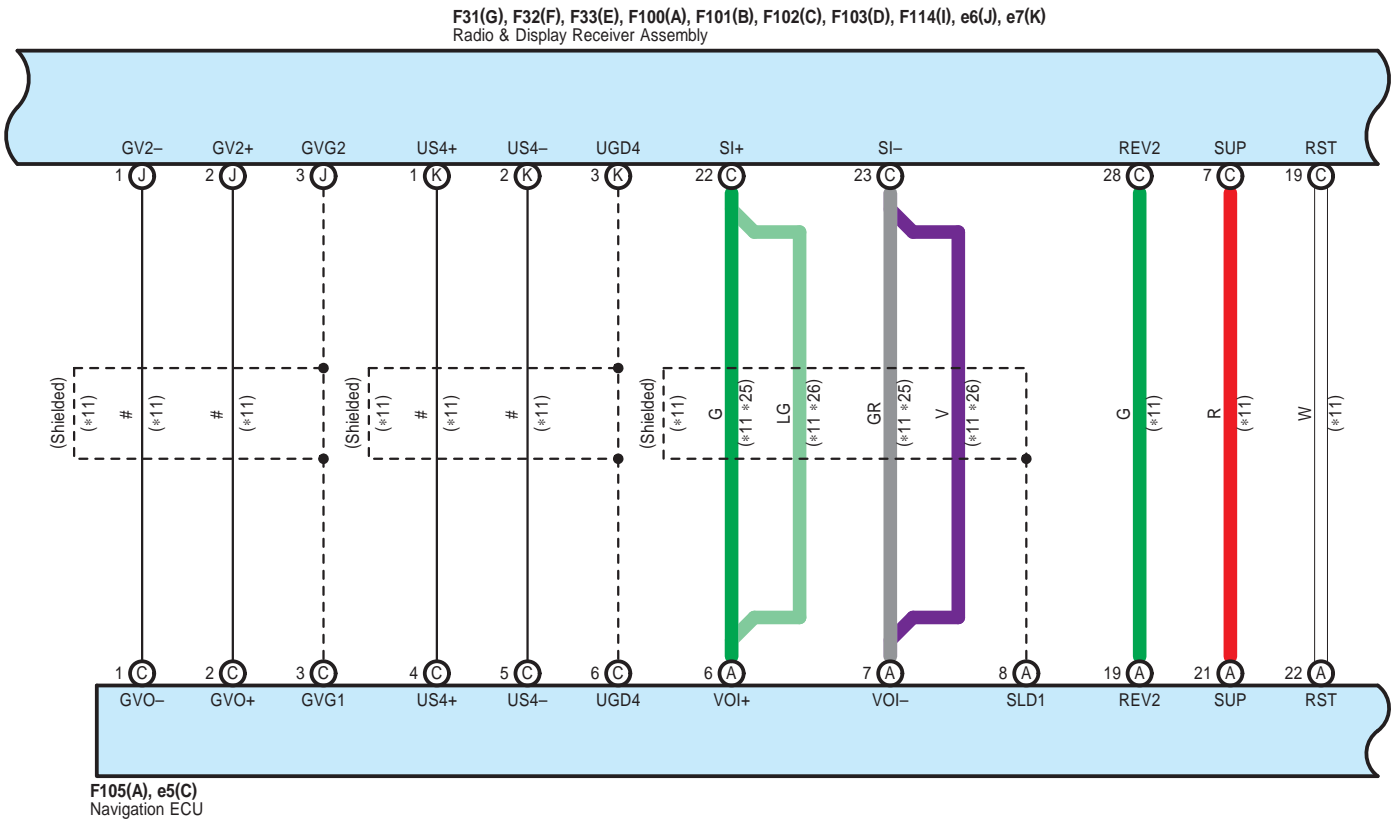 F31(G), F32(F), F33(E), F100(A), F101(B), F102(C), F103(D), F114(I), e6(J), e7(K)
Radio & Display Receiver Assembly
GV2– GV2+ GVG2 US4+ US4– UGD4 SI+ SI– REV2 SUP RST
1 J 2 J 3 J 1 K 2 K 3 K 22 C 23 C 28 C 7 C 19 C
(Shielded)
(*11)
#
(*11)
#
(*11)
(Shielded)
(*11)
#
(*11)
#
(*11)
(Shielded)
(*11)
G
(*11 *25)
LG
(*11 *26)
GR
(*11 *25)
V
(*11 *26)
G
(*11)
R
(*11)
W
(*11)
1 C 2 C 3 C 4 C 5 C 6 C 6 A 7 A 8 A 19 A 21 A 22 A
GVO– GVO+ GVG1 US4+ US4– UGD4 VOI+ VOI– SLD1 REV2 SUP RST
F105(A), e5(C)
Navigation ECU